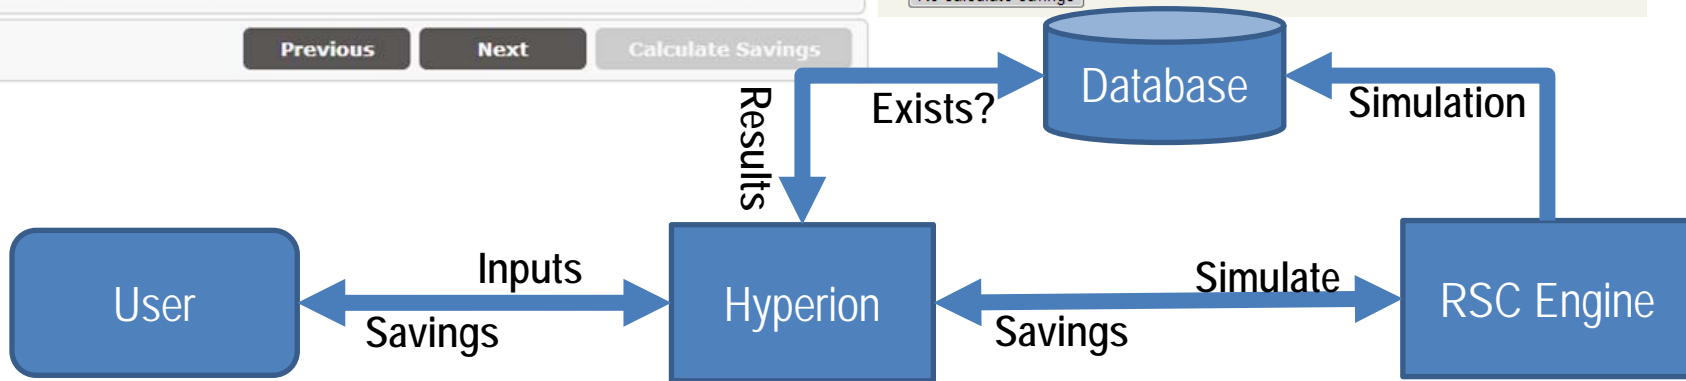 Previous
Next
Calculate Savings
Results
Exists?
Database
Simulation
User
Inputs
Savings
Hyperion
Simulate
Savings
RSC Engine